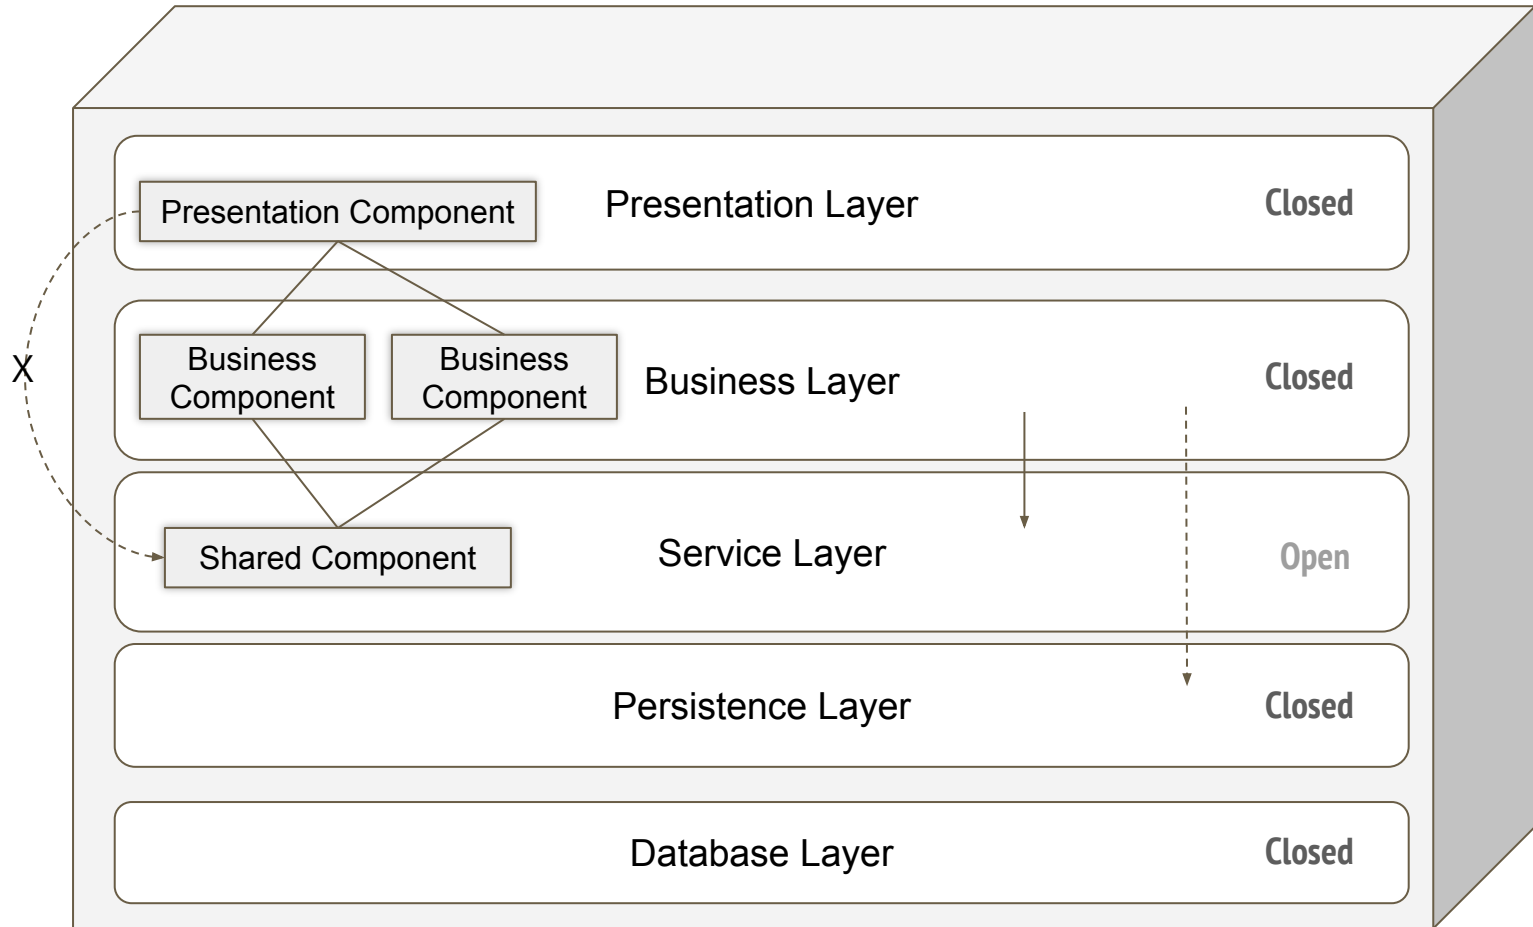 Presentation Component
Presentation Layer
Closed
X
Business
Component
Business
Component
Business Layer
Closed
Shared Component
Service Layer
Open
Persistence Layer
Closed
Database Layer
Closed